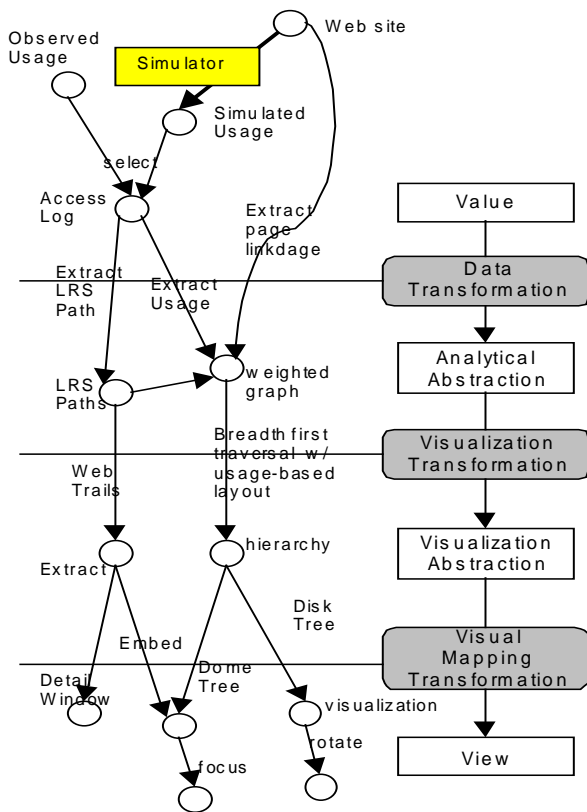 Web site
Observed
Usage
Simulator
Simulated
Usage
select
Access
Log
Extract
page
linkdage
Extract
LRS
Path
Extract
Usage
LRS
Paths
weighted
graph
Breadth first
traversal w/
usage-based
layout
Web
Trails
hierarchy
Extract
Disk
Tree
Embed
Dome
Tree
Detail
Window
visualization
rotate
focus
Value
Data
Transformation
Analytical
Abstraction
Visualization
Transformation
Visualization
Abstraction
Visual
Mapping
Transformation
View